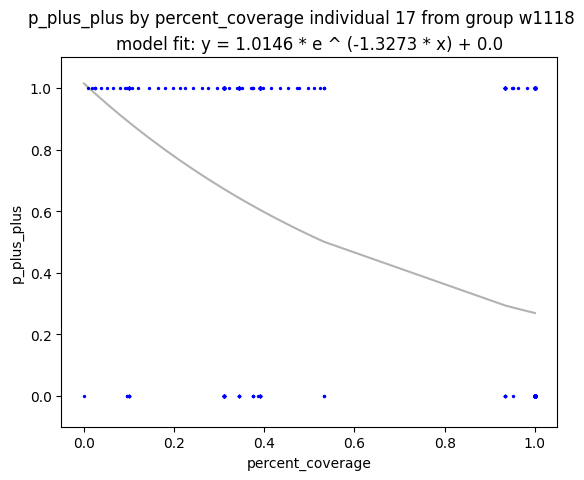 p_plus_plus by percent_coverage individual 17 from group w1118
model fit: y = 1.0146 * e ^ (-1.3273 * x) + 0.0
1.0
0.8
0.6
0.4
0.2
0.0
p_plus_plus
0.0 0.2 0.4 0.6 0.8 1.0
percent_coverage